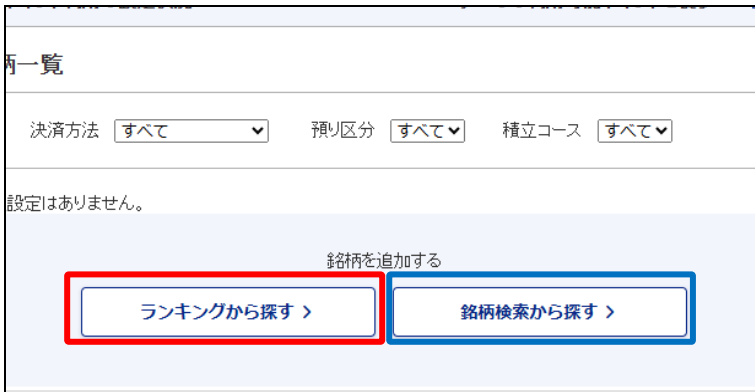 柄一覧
決済方法 すべて 預り区分 すべて 積立コース すべて
設定はありません。
銘柄を追加する
ランキングから探す >
銘柄検索から探す >